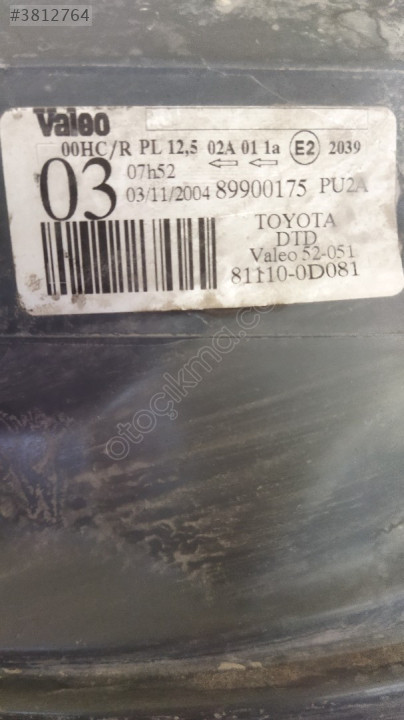 #3812764
Valeo
00HC/R PL 12,5 02A 01 1a E2 2039
03 07h52
03/11/2004 89900175 PU2A
TOYOTA
DTD
Valeo 52-051
81110-0D081
otoçıkma.com